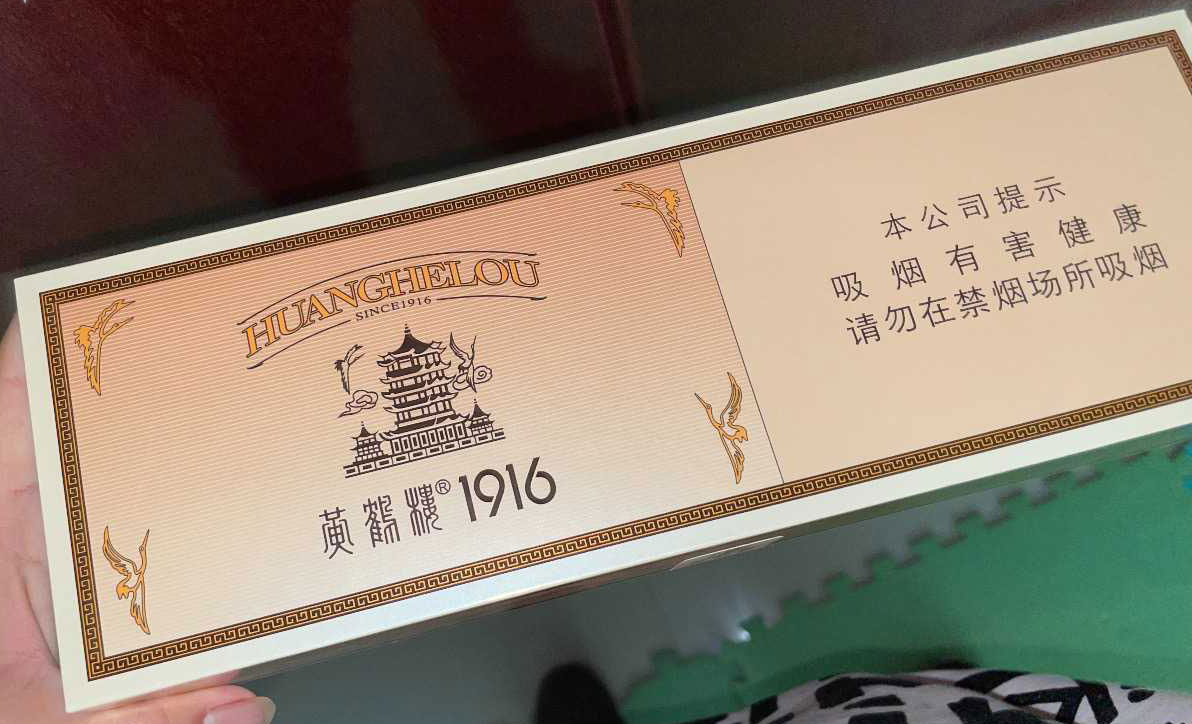 HUANGHELOU
SINCE1916
黄鹤楼® 1916
本公司提示
吸烟有害健康
请勿在禁烟场所吸烟